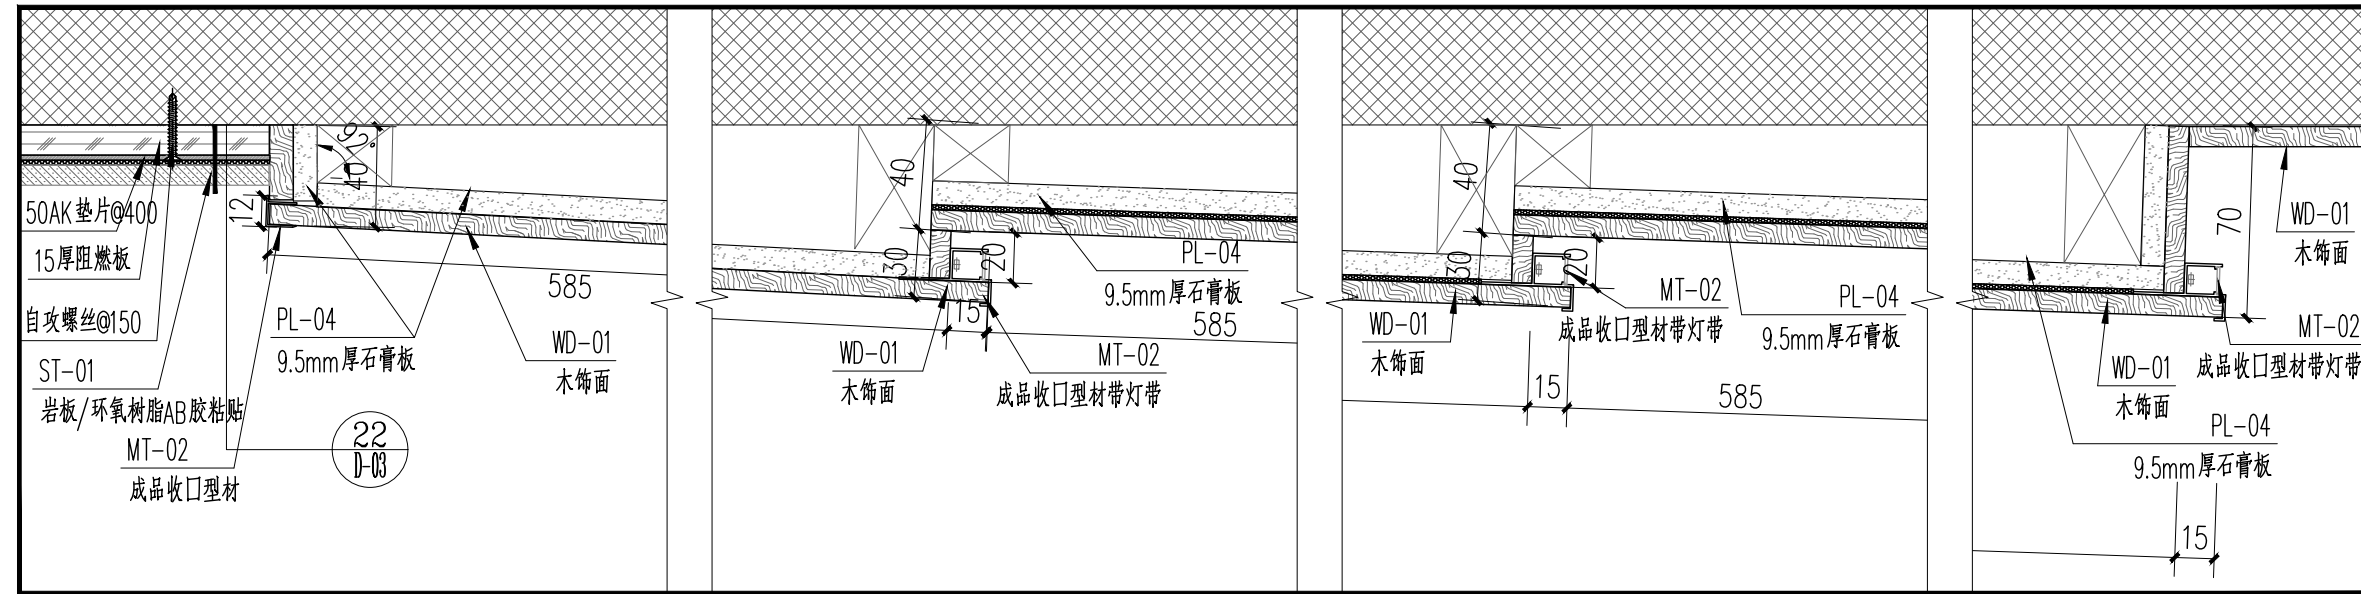 92°
40
12
50AK垫片@400
15厚阻燃板
自攻螺丝@150
ST-01
岩板/环氧树脂AB胶粘贴
MT-02
成品收口型材
PL-04
9.5mm厚石膏板
585
WD-01
木饰面
22
D-03
40
30
20
15
WD-01
木饰面
PL-04
9.5mm厚石膏板
585
MT-02
成品收口型材带灯带
40
30
20
WD-01
木饰面
MT-02
成品收口型材带灯带
PL-04
9.5mm厚石膏板
15
585
70
WD-01
木饰面
MT-02
成品收口型材带灯带
WD-01
木饰面
PL-04
9.5mm厚石膏板
15